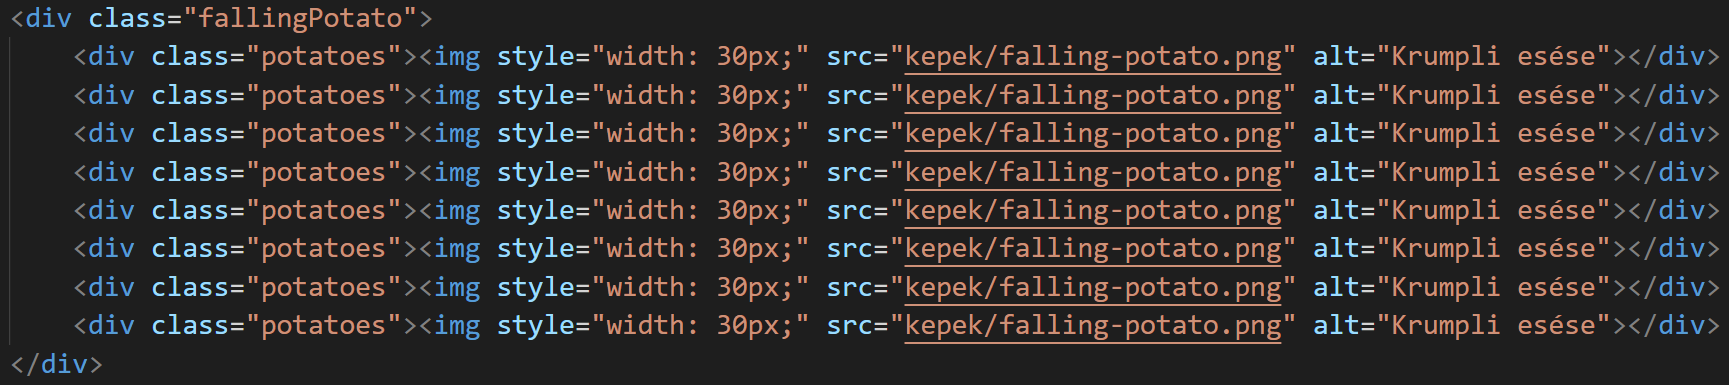 <div class="fallingPotato">
    <div class="potatoes"><img style="width: 30px;" src="kepek/falling-potato.png" alt="Krumpli esése"></div>
    <div class="potatoes"><img style="width: 30px;" src="kepek/falling-potato.png" alt="Krumpli esése"></div>
    <div class="potatoes"><img style="width: 30px;" src="kepek/falling-potato.png" alt="Krumpli esése"></div>
    <div class="potatoes"><img style="width: 30px;" src="kepek/falling-potato.png" alt="Krumpli esése"></div>
    <div class="potatoes"><img style="width: 30px;" src="kepek/falling-potato.png" alt="Krumpli esése"></div>
    <div class="potatoes"><img style="width: 30px;" src="kepek/falling-potato.png" alt="Krumpli esése"></div>
    <div class="potatoes"><img style="width: 30px;" src="kepek/falling-potato.png" alt="Krumpli esése"></div>
    <div class="potatoes"><img style="width: 30px;" src="kepek/falling-potato.png" alt="Krumpli esése"></div>
</div>